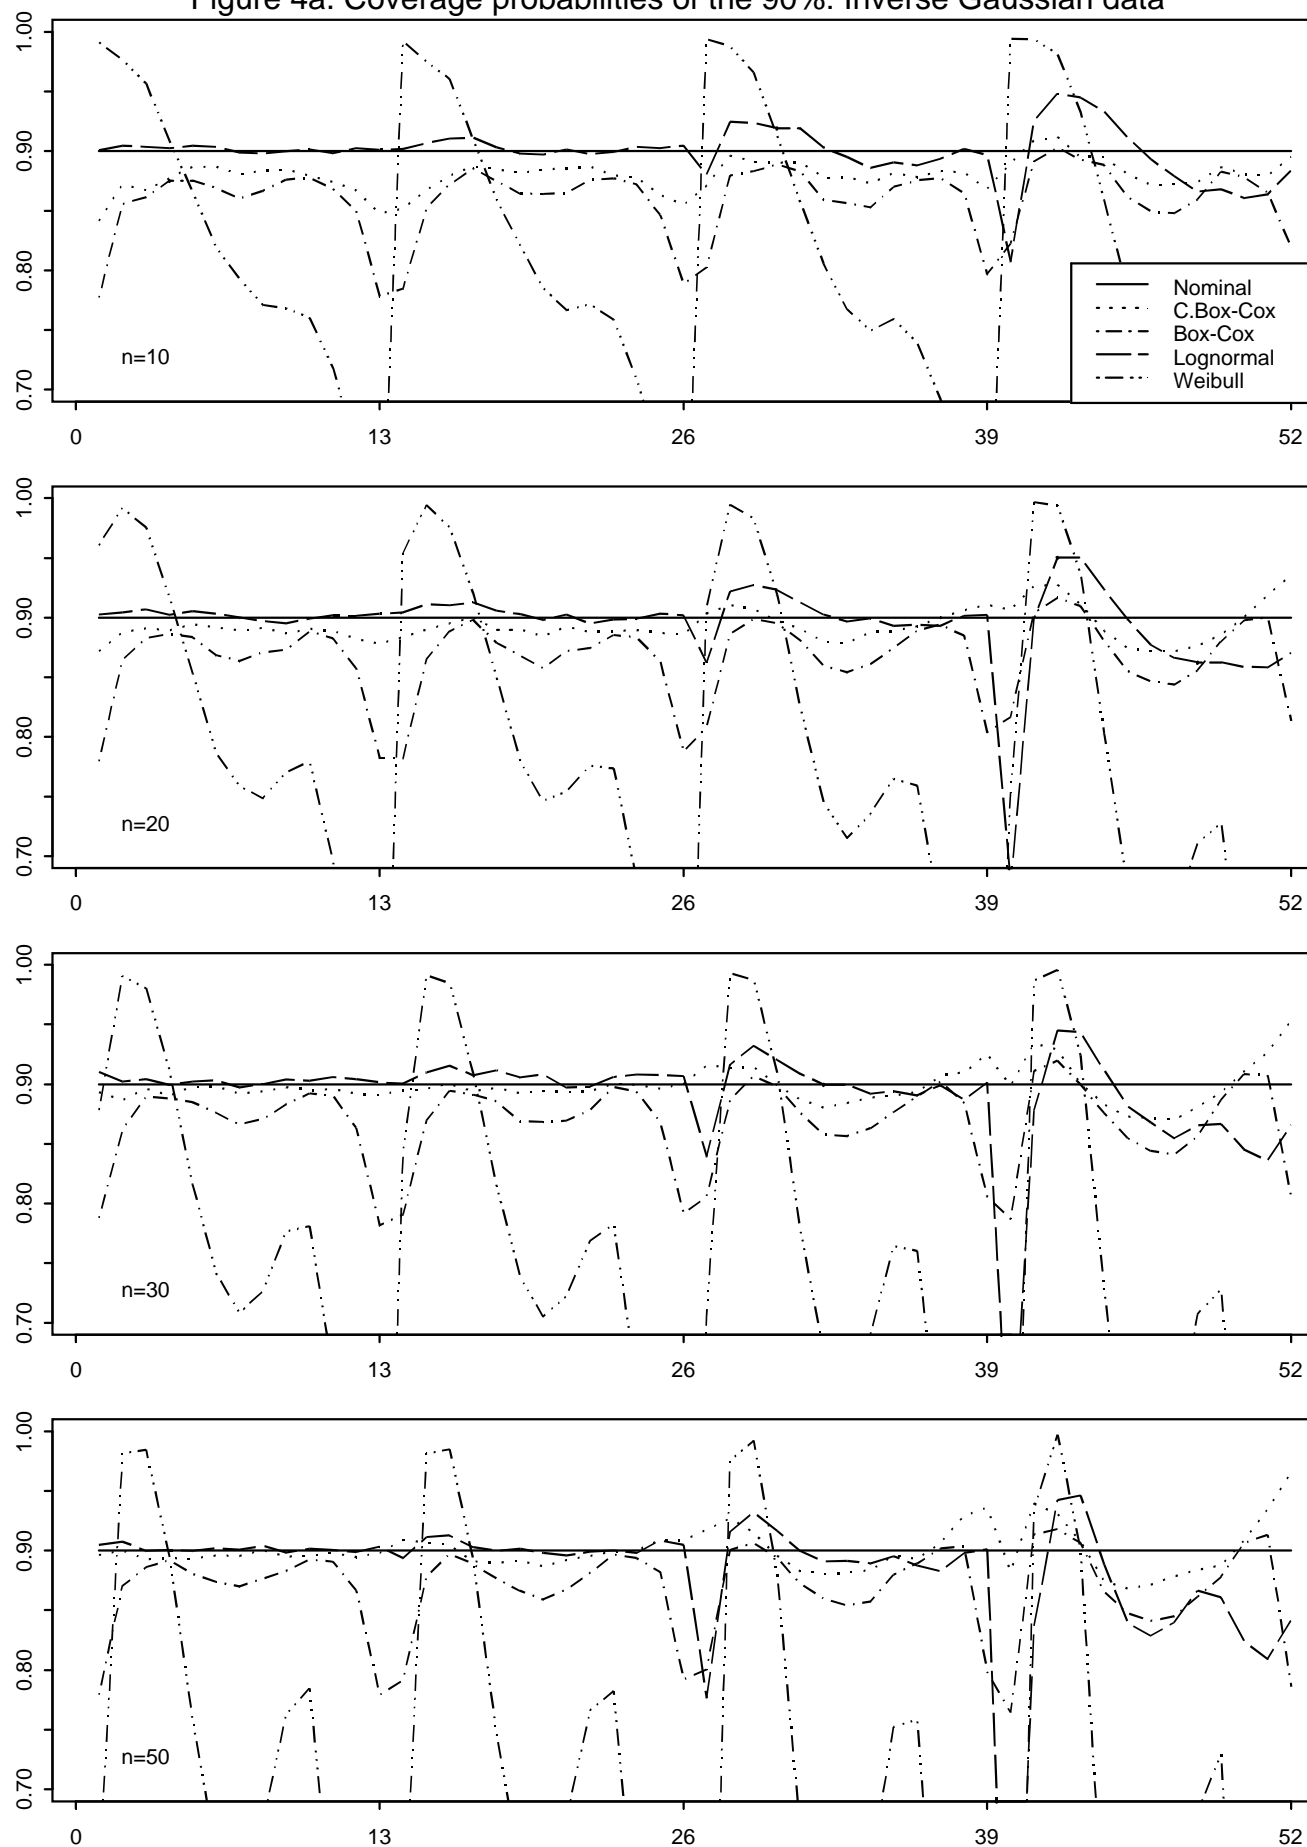 Figure 4a. Coverage probabilities of the 90%: Inverse Gaussian data
1.00
0.90
0.80
0.70
n=10
Nominal
C.Box-Cox
Box-Cox
Lognormal
Weibull
0 13 26 39 52
1.00
0.90
0.80
0.70
n=20
0 13 26 39 52
1.00
0.90
0.80
0.70
n=30
0 13 26 39 52
1.00
0.90
0.80
0.70
n=50
0 13 26 39 52